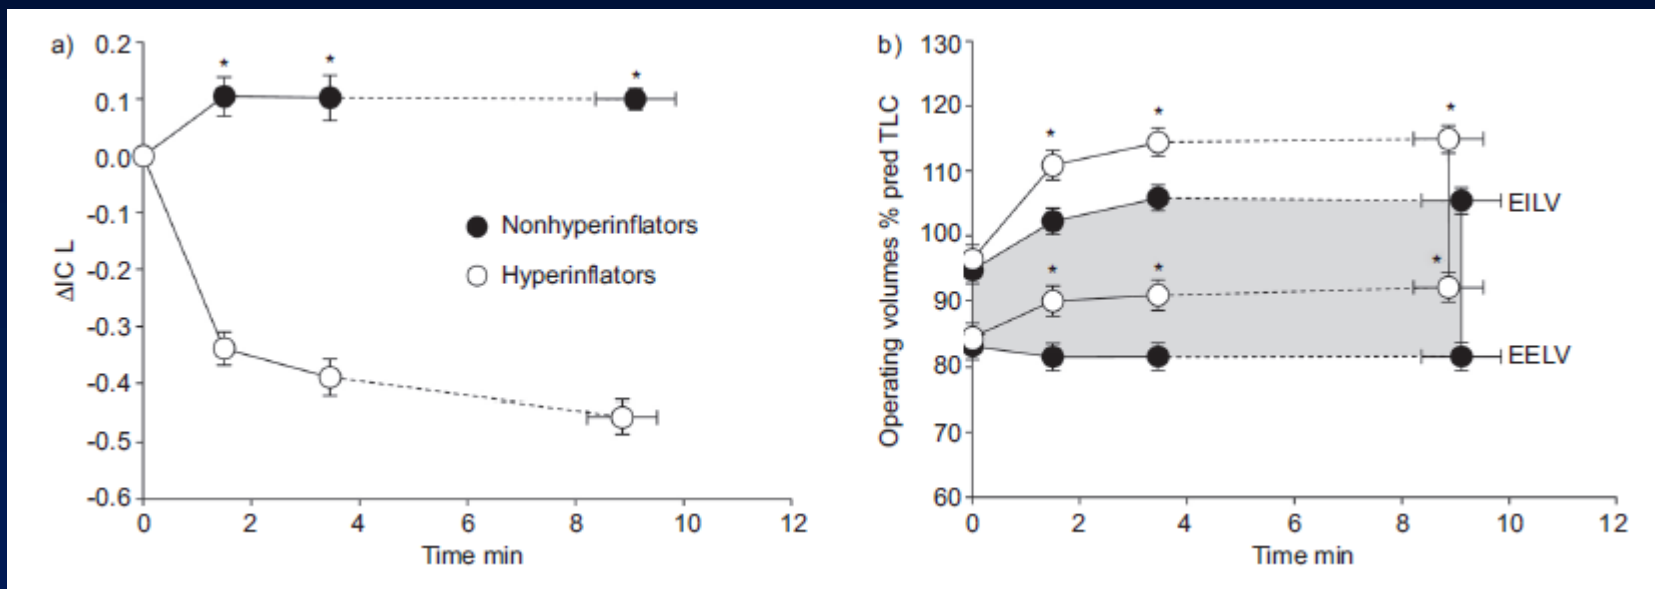 a)
0.2
0.1
0.0
-0.1
-0.2
-0.3
-0.4
-0.5
-0.6
ΔIC L
* * *
Nonhyperinflators
Hyperinflators
0 2 4 6 8 10 12
Time min
b)
130
120
110
100
90
80
70
60
Operating volumes % pred TLC
* * *
* * *
EILV
EELV
0 2 4 6 8 10 12
Time min